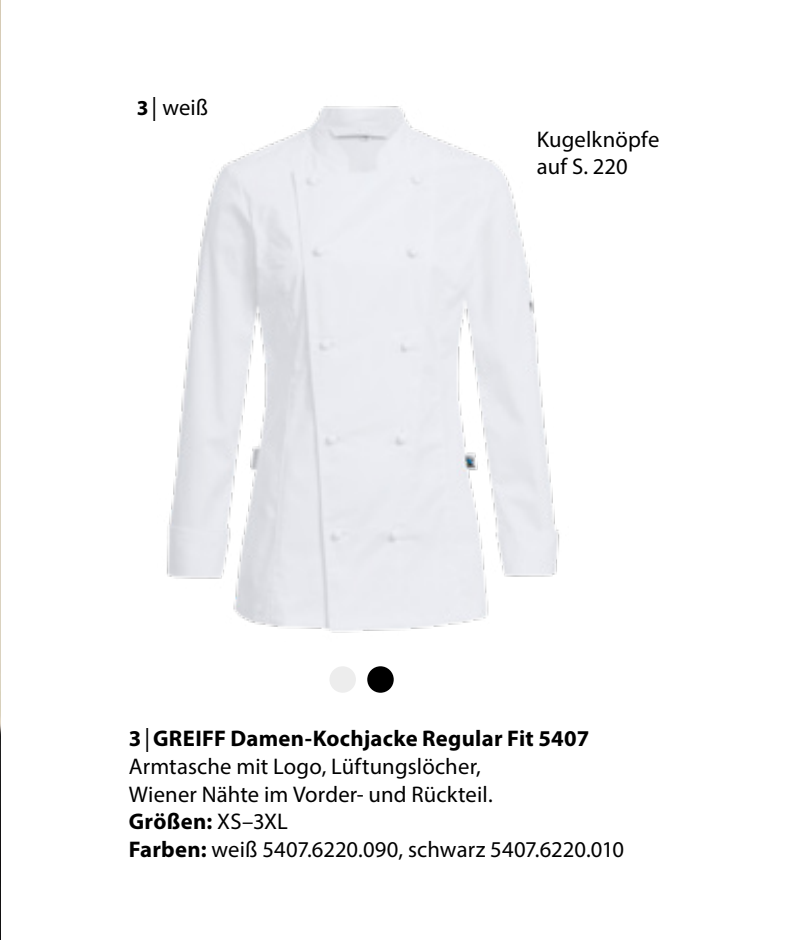 3| weiß
Kugelknöpfe
auf S. 220
3|GREIFF Damen-Kochjacke Regular Fit 5407
Armtasche mit Logo, Lüftungslöcher,
Wiener Nähte im Vorder- und Rückteil.
Größen: XS–3XL
Farben: weiß 5407.6220.090, schwarz 5407.6220.010